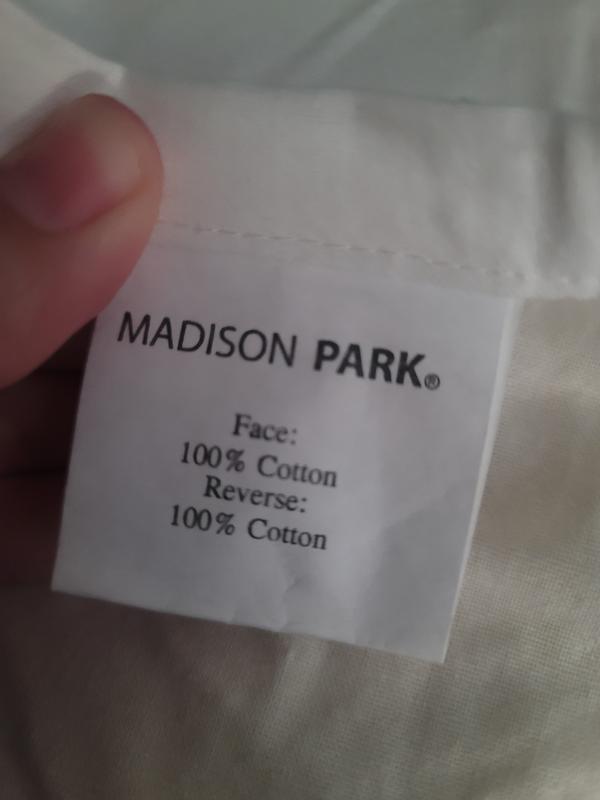 MADISON PARK®
Face:
100% Cotton
Reverse:
100% Cotton